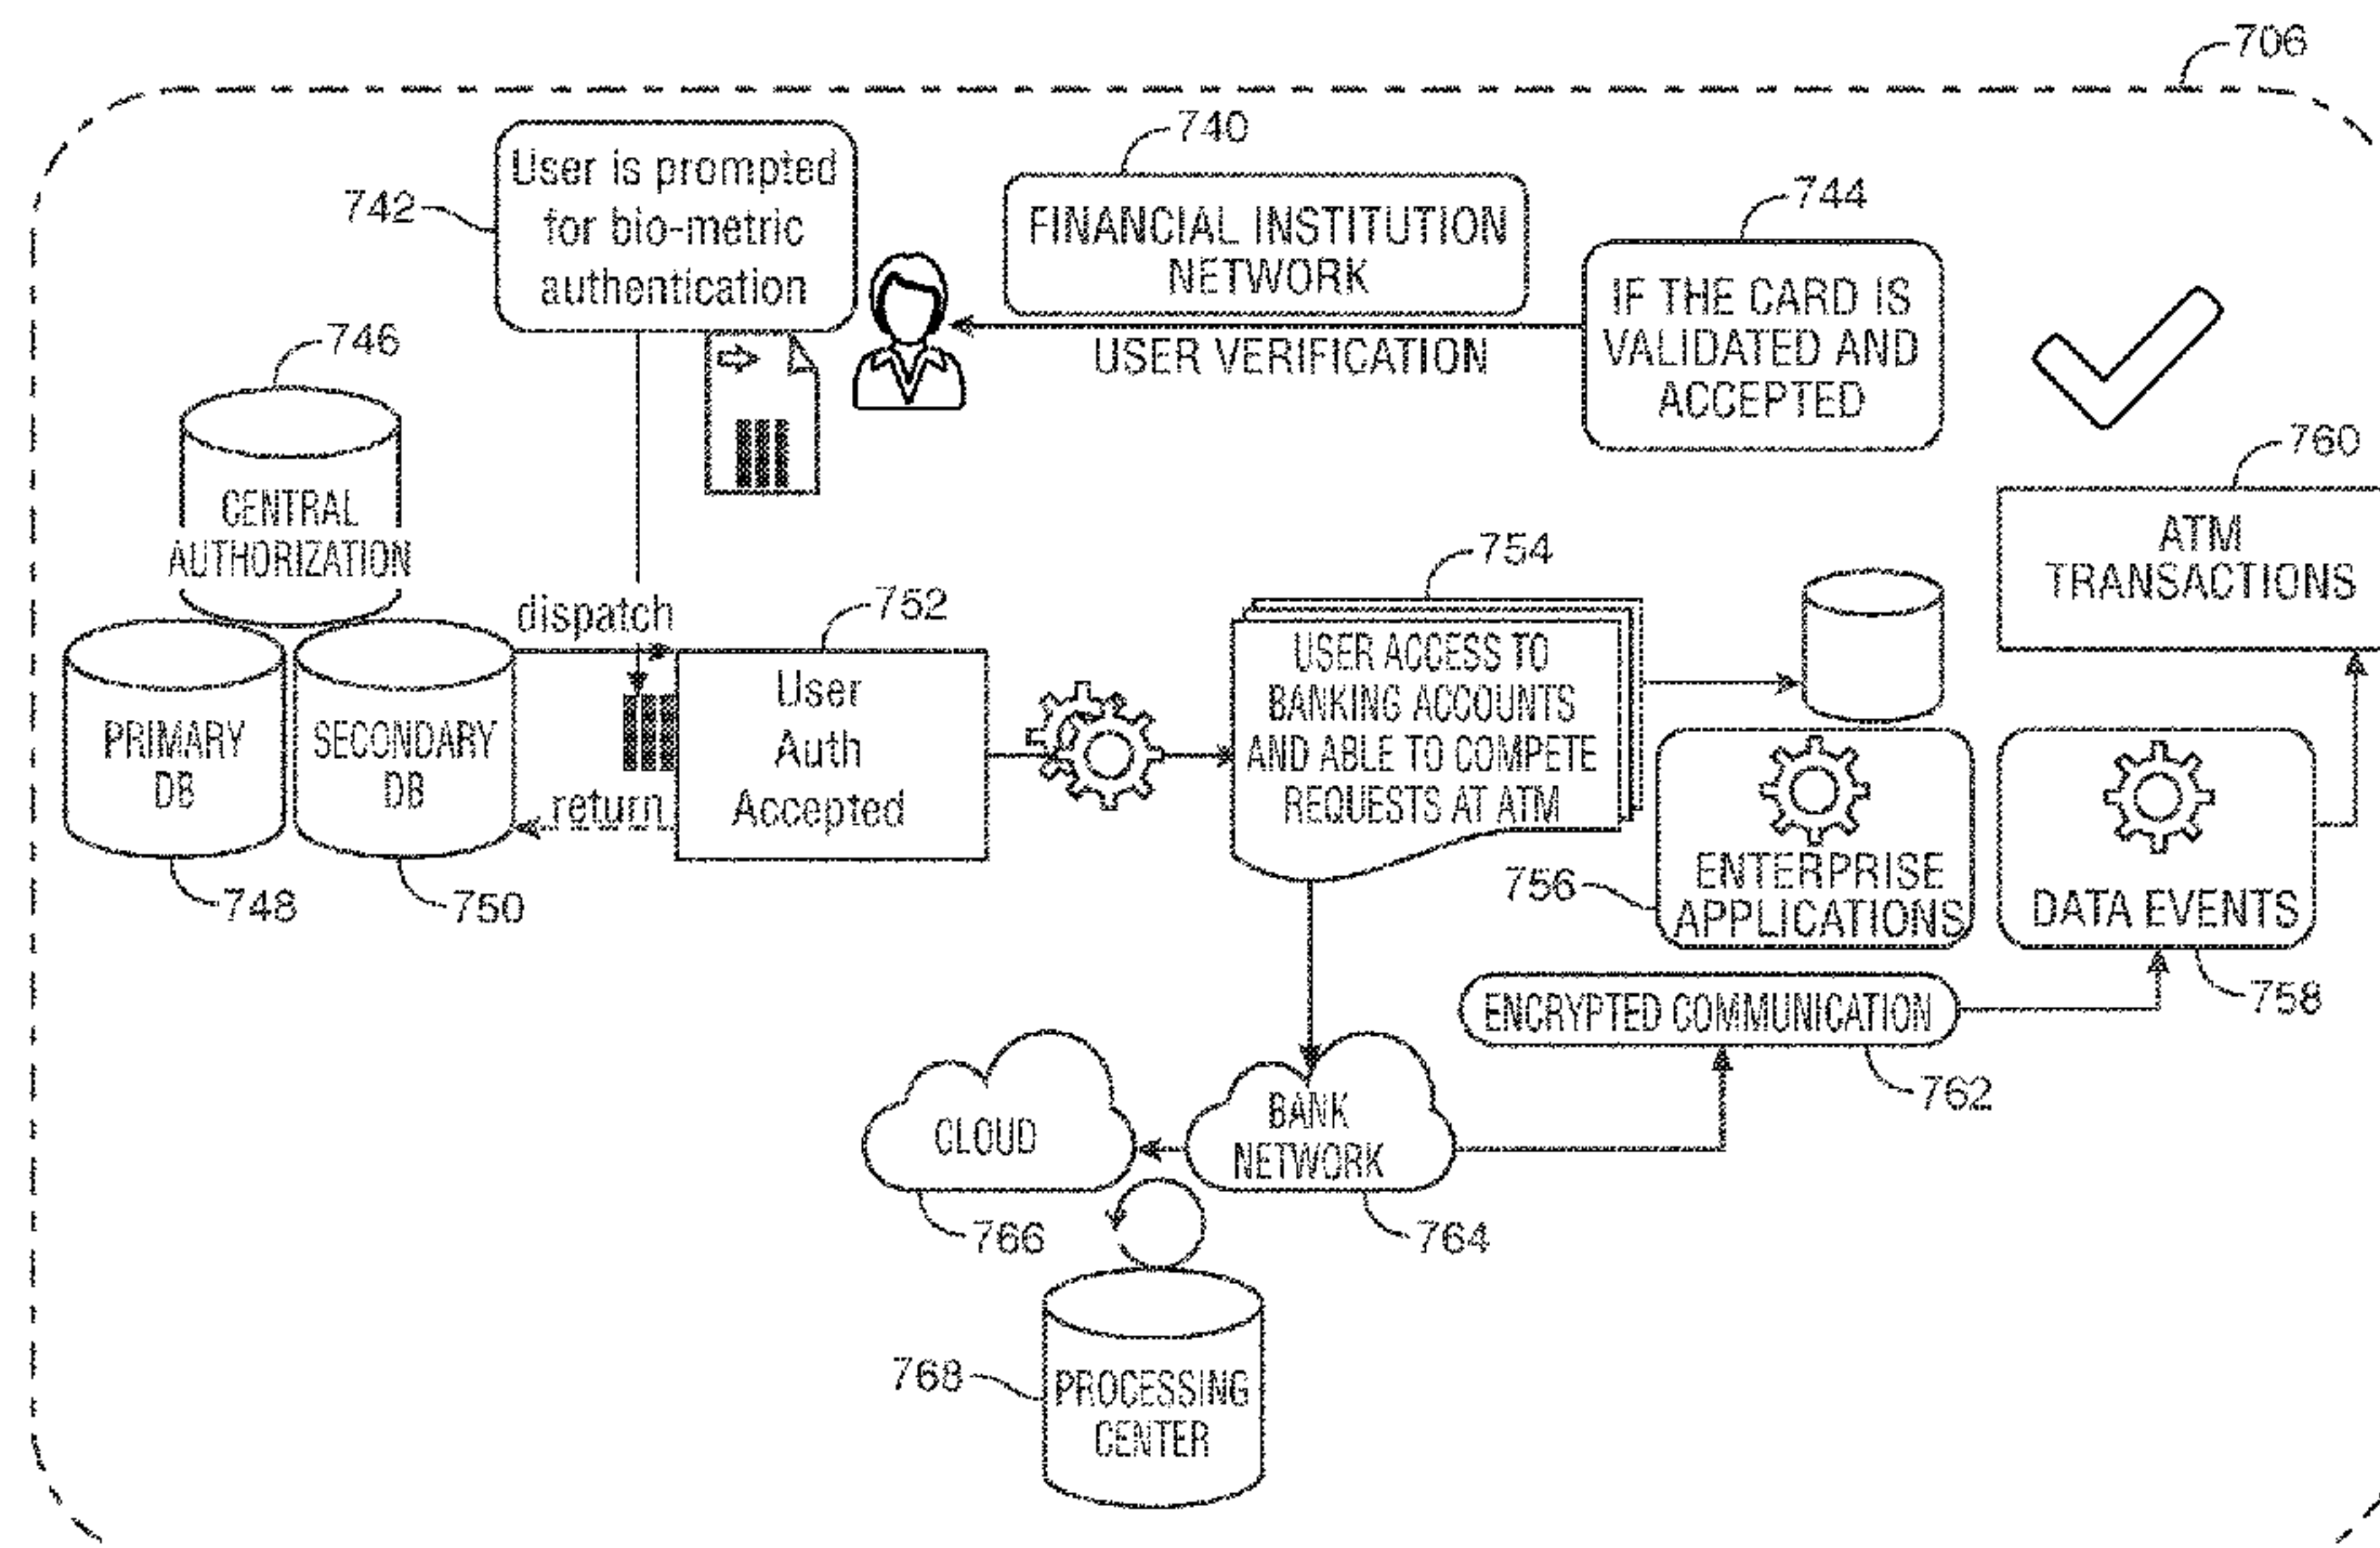 706
740
User is prompted
for bio-metric
authentication
742
FINANCIAL INSTITUTION
NETWORK
744
IF THE CARD IS
VALIDATED AND
ACCEPTED
USER VERIFICATION
746
CENTRAL
AUTHORIZATION
760
ATM
TRANSACTIONS
754
752
dispatch
USER ACCESS TO
BANKING ACCOUNTS
AND ABLE TO COMPETE
REQUESTS AT ATM
User
Auth
Accepted
PRIMARY
DB
SECONDARY
DB
return
748
750
756
ENTERPRISE
APPLICATIONS
DATA EVENTS
758
ENCRYPTED COMMUNICATION
762
CLOUD
BANK
NETWORK
766
764
768
PROCESSING
CENTER